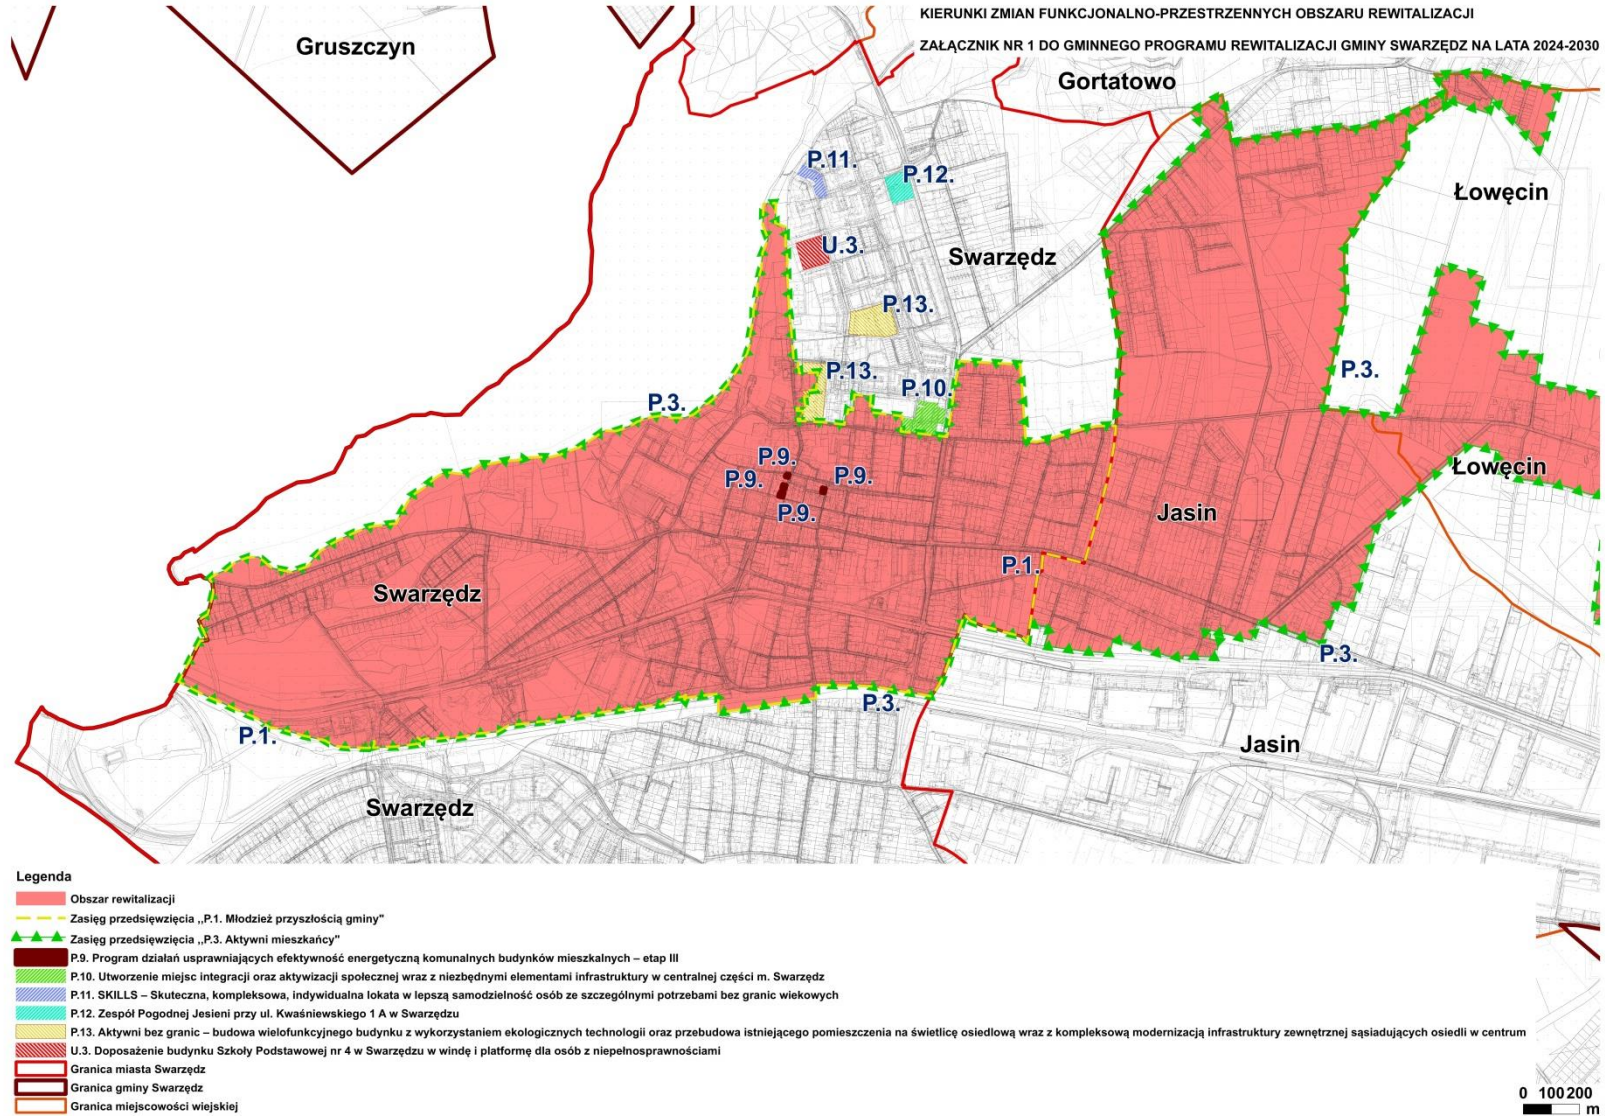 KIERUNKI ZMIAN FUNKCJONALNO-PRZESTRZENNYCH OBSZARU REWITALIZACJI
ZAŁĄCZNIK NR 1 DO GMINNEGO PROGRAMU REWITALIZACJI GMINY SWARZĘDZ NA LATA 2024-2030
Gruszczyn
Gortatowo
P.11.
P.12.
Łowęcin
U.3.
Swarzędz
P.13.
P.13.
P.10.
P.3.
P.3.
P.9.
P.9.
P.9.
P.9.
Łowęcin
Jasin
P.1.
Swarzędz
P.3.
P.3.
P.1.
Jasin
Swarzędz
Legenda
Obszar rewitalizacji
Zasięg przedsięwzięcia ,,P.1. Młodzież przyszłością gminy"
Zasięg przedsięwzięcia ,,P.3. Aktywni mieszkańcy"
P.9. Program działań usprawniających efektywność energetyczną komunalnych budynków mieszkalnych – etap III
P.10. Utworzenie miejsc integracji oraz aktywizacji społecznej wraz z niezbędnymi elementami infrastruktury w centralnej części m. Swarzędz
P.11. SKILLS – Skuteczna, kompleksowa, indywidualna lokata w lepszą samodzielność osób ze szczególnymi potrzebami bez granic wiekowych
P.12. Zespół Pogodnej Jesieni przy ul. Kwaśniewskiego 1 A w Swarzędzu
P.13. Aktywni bez granic – budowa wielofunkcyjnego budynku z wykorzystaniem ekologicznych technologii oraz przebudowa istniejącego pomieszczenia na świetlicę osiedlową wraz z kompleksową modernizacją infrastruktury zewnętrznej sąsiadujących osiedli w centrum
U.3. Doposażenie budynku Szkoły Podstawowej nr 4 w Swarzędzu w windę i platformę dla osób z niepełnosprawnościami
Granica miasta Swarzędz
Granica gminy Swarzędz
Granica miejscowości wiejskiej
0 100 200
m